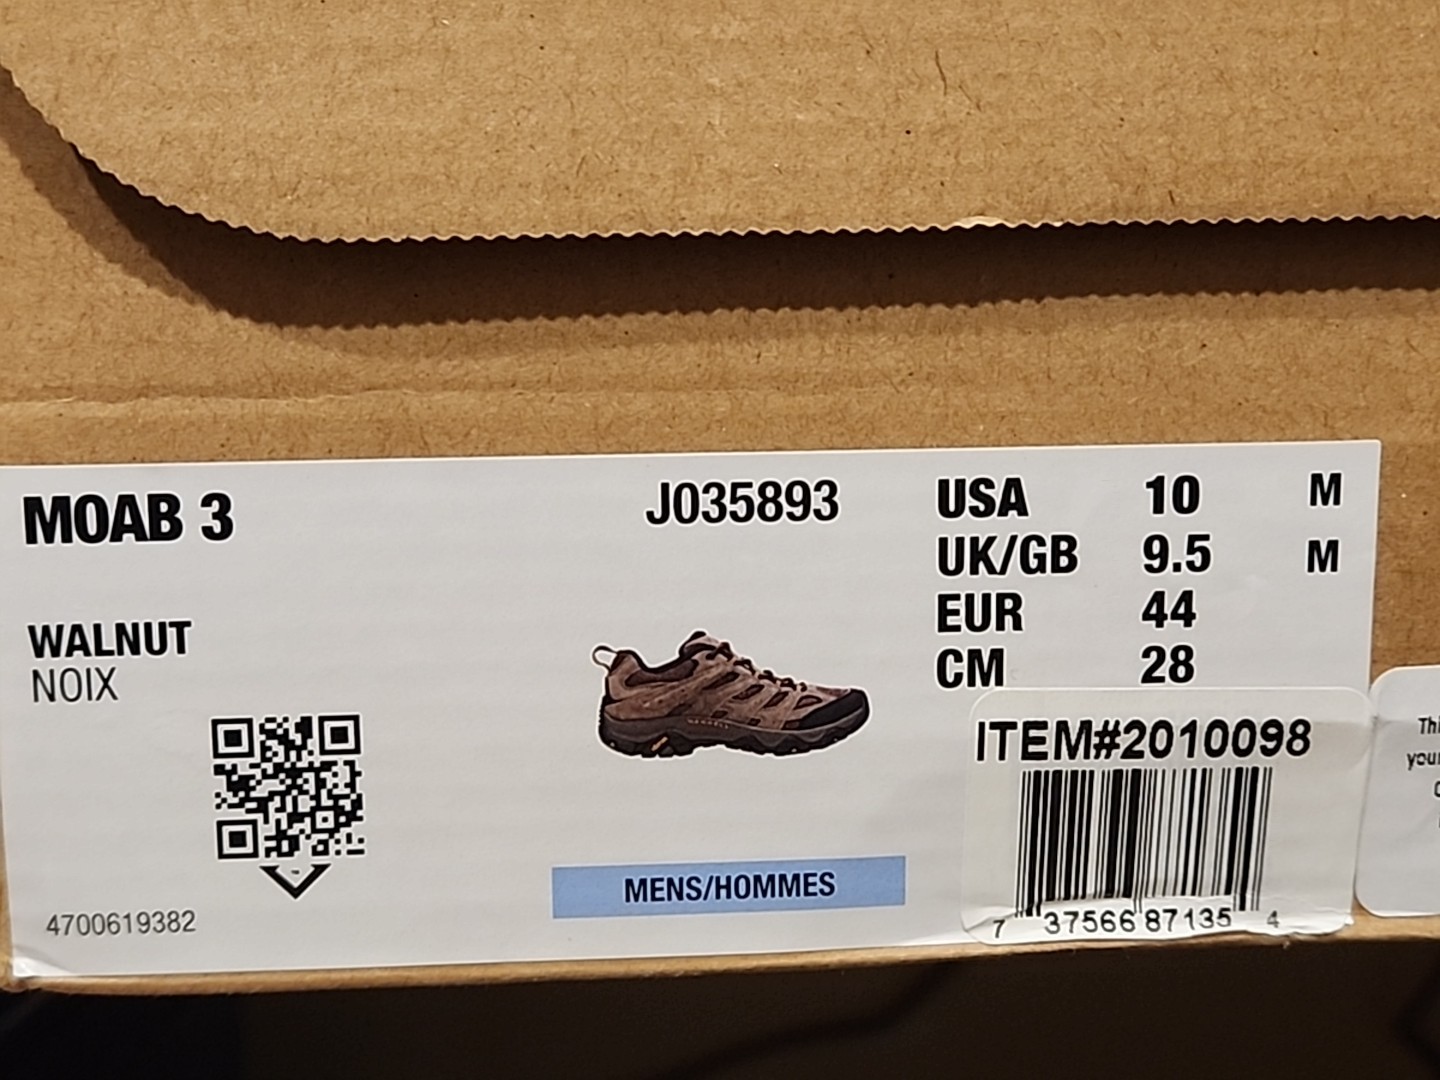 MOAB 3
J035893
USA 10 M
UK/GB 9.5 M
EUR 44
CM 28
WALNUT
NOIX
MERRELL
ITEM#2010098
7 37566 87135 4
MENS/HOMMES
4700619382